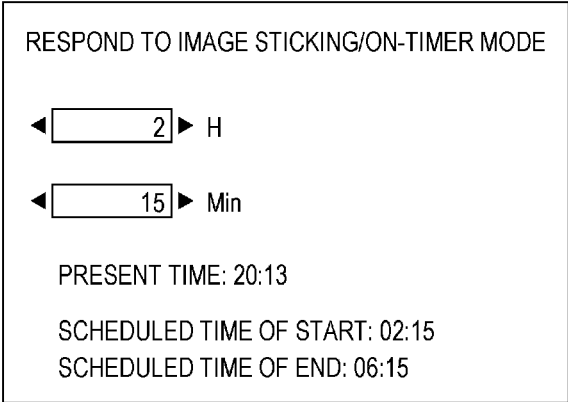 RESPOND TO IMAGE STICKING/ON-TIMER MODE
2 H
15 Min
PRESENT TIME: 20:13
SCHEDULED TIME OF START: 02:15
SCHEDULED TIME OF END: 06:15